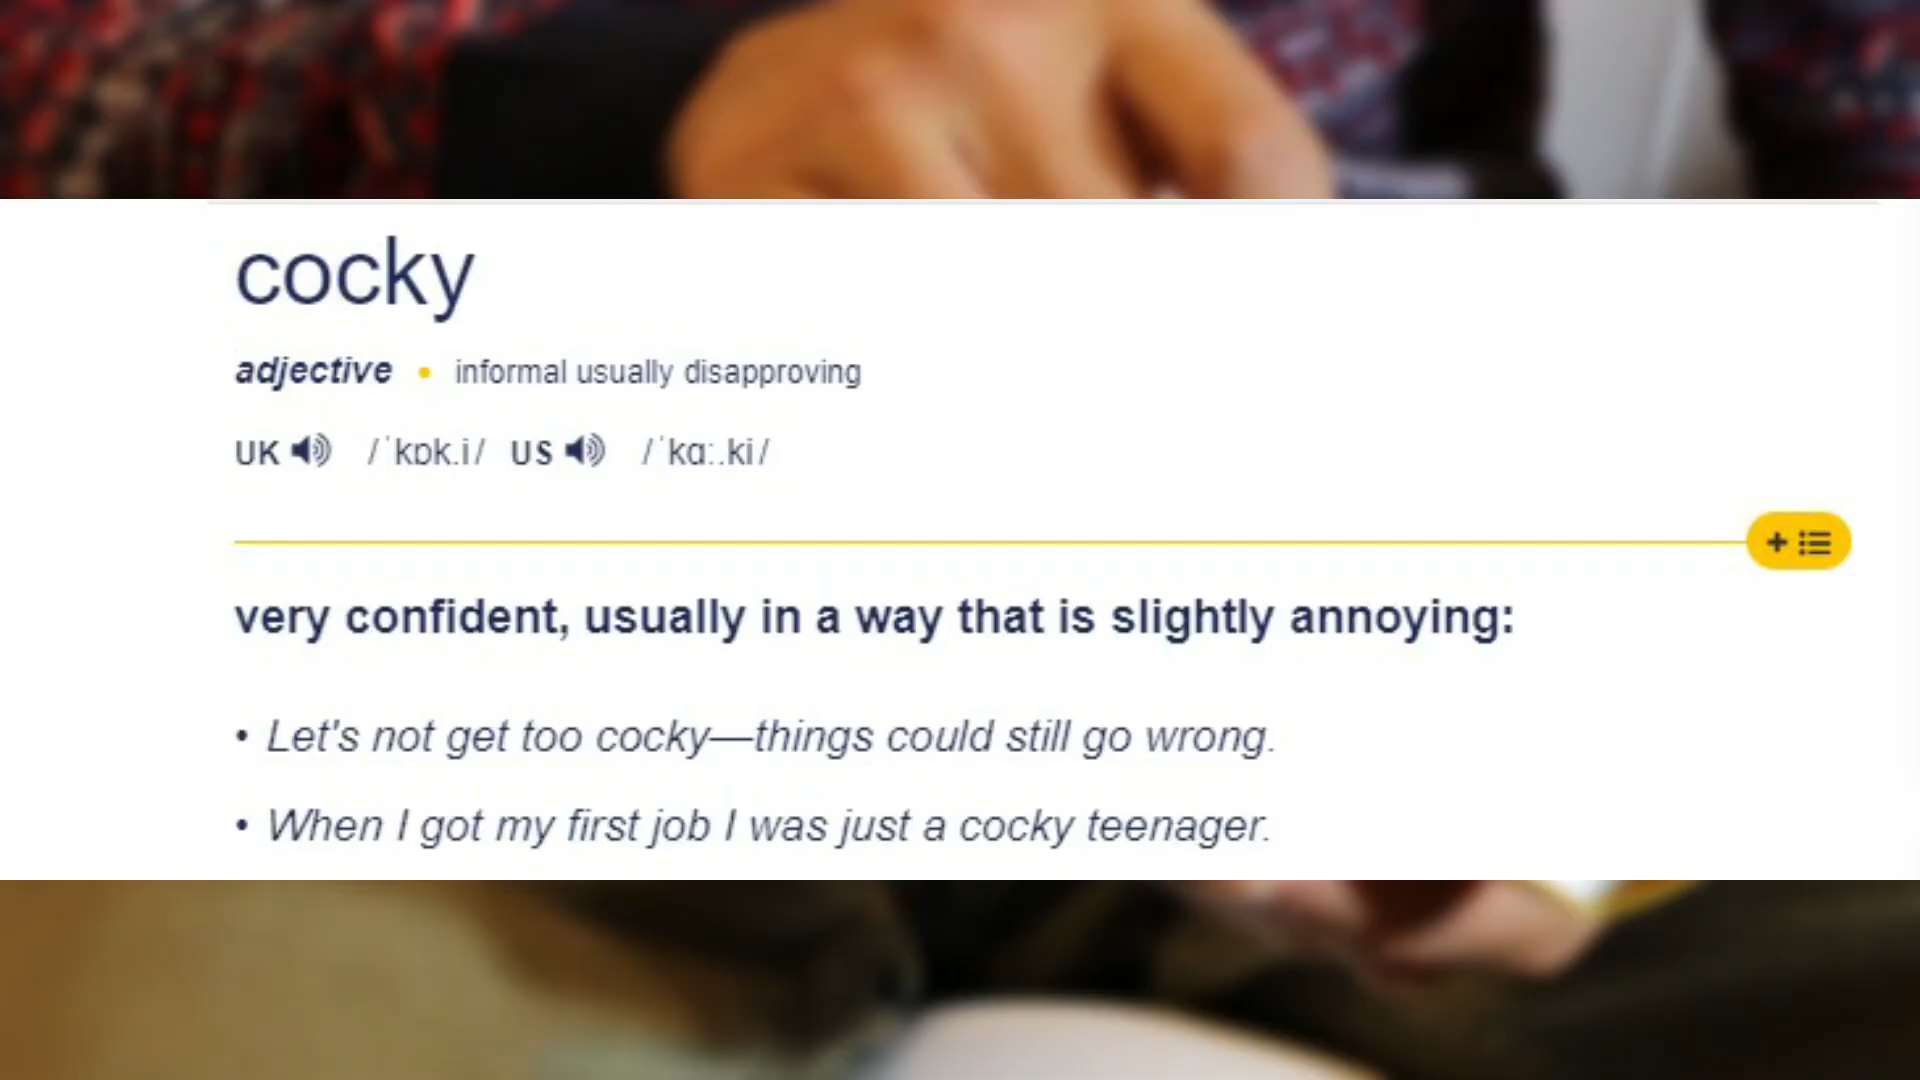 cocky
adjective • informal usually disapproving
UK /ˈkɒk.i/ US /ˈkɑː.ki/
very confident, usually in a way that is slightly annoying:
• Let's not get too cocky—things could still go wrong.
• When I got my first job I was just a cocky teenager.